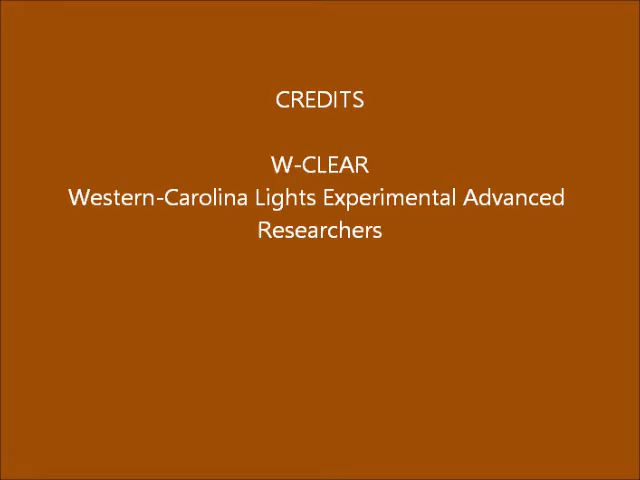 CREDITS
W-CLEAR
Western-Carolina Lights Experimental Advanced
Researchers